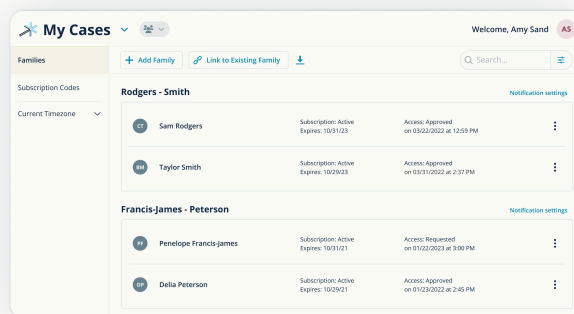 My Cases
Welcome, Amy Sand
AS
Families
Subscription Codes
Current Timezone
+ Add Family
Link to Existing Family
Search...
Rodgers - Smith
Notification settings
CT
Sam Rodgers
Subscription: Active
Expires: 10/31/23
Access: Approved
on 03/22/2022 at 12:59 PM
RM
Taylor Smith
Subscription: Active
Expires: 10/29/23
Access: Approved
on 03/31/2022 at 2:37 PM
Francis-James - Peterson
Notification settings
FF
Penelope Francis-James
Subscription: Active
Expires: 10/31/21
Access: Requested
on 01/22/2023 at 3:00 PM
DP
Delia Peterson
Subscription: Active
Expires: 10/29/21
Access: Approved
on 01/23/2022 at 2:45 PM